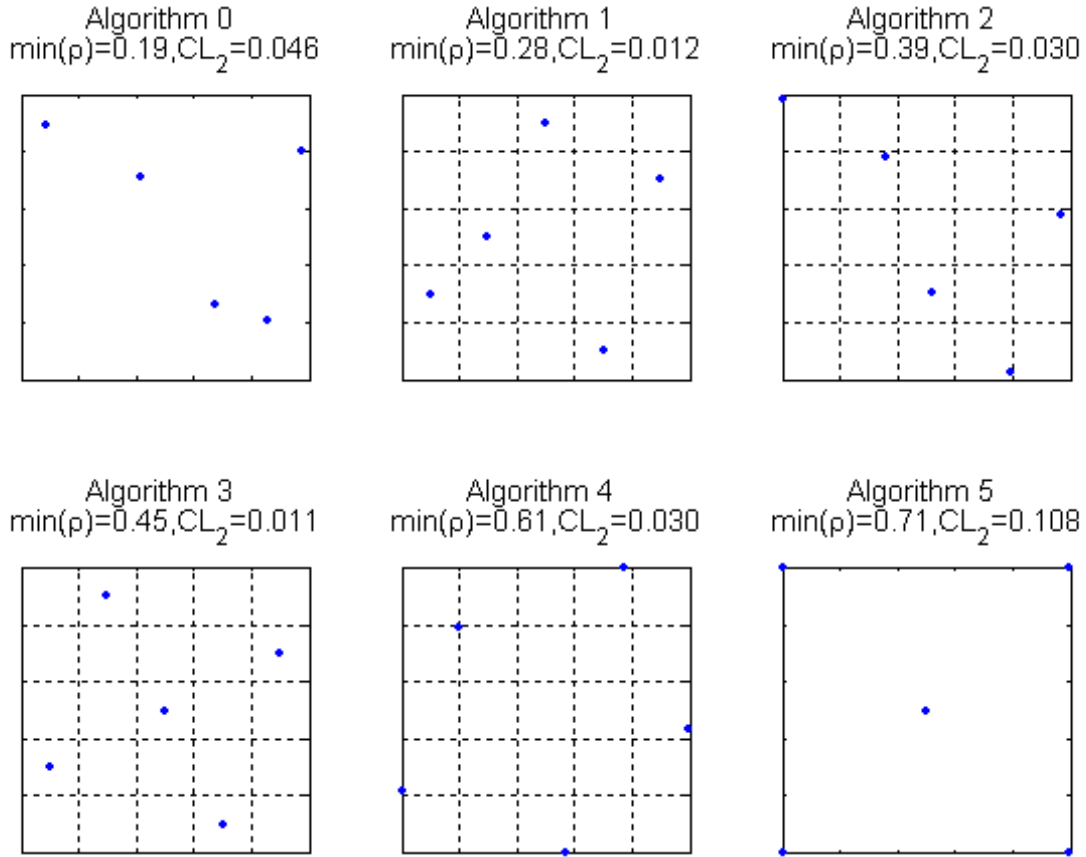 Algorithm 0
min(ρ)=0.19,CL₂=0.046
Algorithm 1
min(ρ)=0.28,CL₂=0.012
Algorithm 2
min(ρ)=0.39,CL₂=0.030
Algorithm 3
min(ρ)=0.45,CL₂=0.011
Algorithm 4
min(ρ)=0.61,CL₂=0.030
Algorithm 5
min(ρ)=0.71,CL₂=0.108